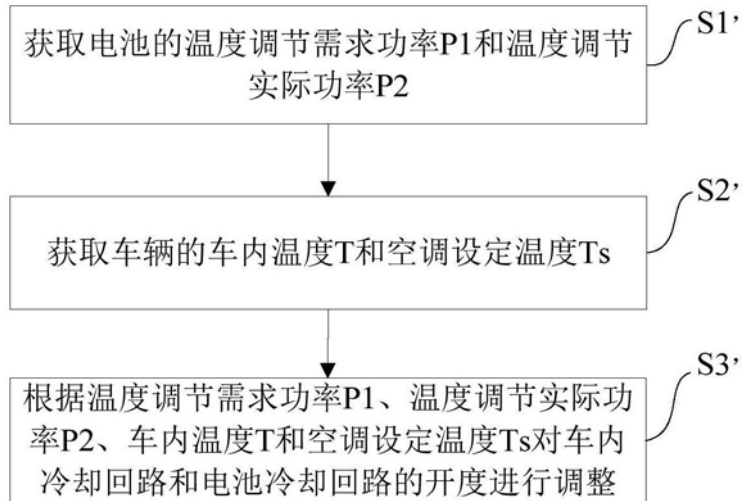 获取电池的温度调节需求功率P1和温度调节
实际功率P2
S1’
获取车辆的车内温度T和空调设定温度Ts
S2’
根据温度调节需求功率P1、温度调节实际功
率P2、车内温度T和空调设定温度Ts对车内
冷却回路和电池冷却回路的开度进行调整
S3’